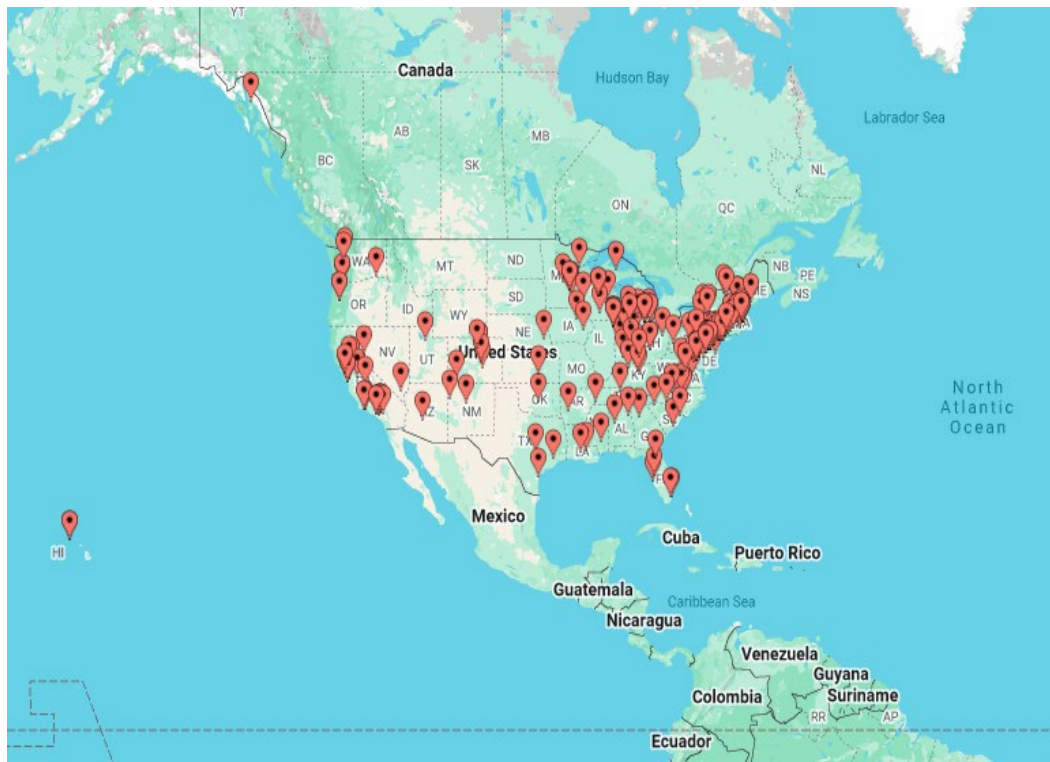 YT
Canada
Hudson Bay
Labrador Sea
AB
MB
BC
SK
NL
ON
QC
NB
PE
NS
WA
MT
ND
ME
OR
ID
SD
WY
NE
IA
NV
UT
IL
United States
DE
MO
KY
OK
AR
NM
AL
TX
LA
North
Atlantic
Ocean
Mexico
HI
Cuba
Puerto Rico
Guatemala
Caribbean Sea
Nicaragua
Venezuela
Guyana
Colombia
Suriname
RR
AP
Ecuador